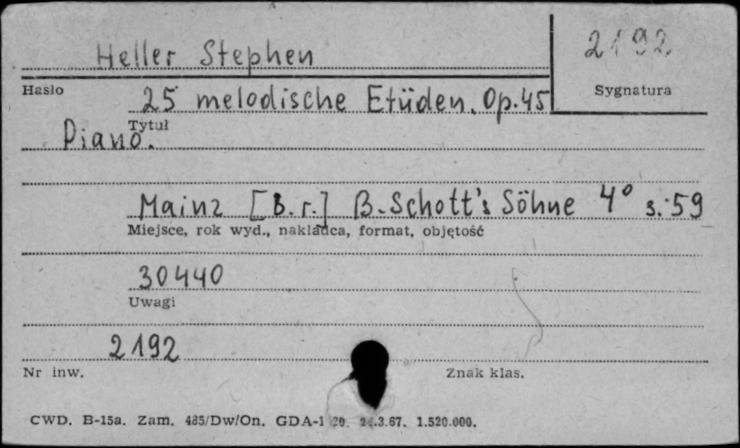 Heller Stephen
2192
Hasło
Sygnatura
25 melodische Etüden. Op. 45
Tytuł
Piano.
Mainz [B. r.] B. Schott's Söhne 4° s. 59
Miejsce, rok wyd., nakładca, format, objętość
30440
Uwagi
2192
Nr inw.
Znak klas.
CWD. B-15a. Zam. 485/Dw/On. GDA-1 .3.67. 1.520.000.